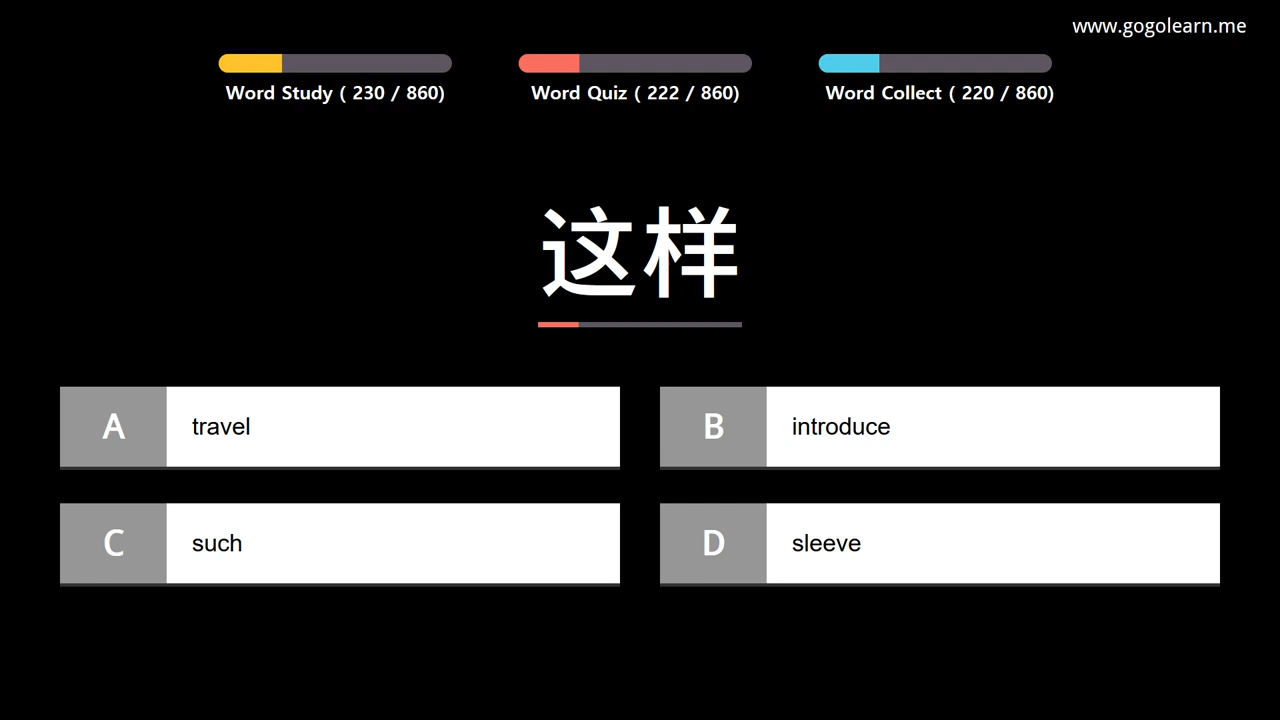 www.gogolearn.me
Word Study ( 230 / 860)
Word Quiz ( 222 / 860)
Word Collect ( 220 / 860)
这样
A travel
B introduce
C such
D sleeve